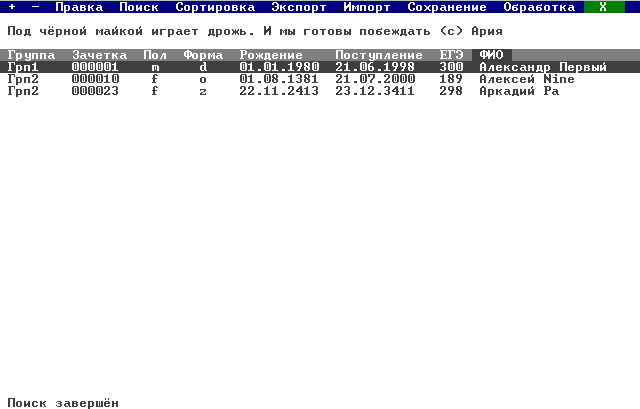 + − Правка Поиск Сортировка Экспорт Импорт Сохранение Обработка X
Под чёрной майкой играет дрожь. И мы готовы побеждать (с) Ария
Группа Зачетка Пол Форма Рождение Поступление ЕГЭ ФИО
Грп1 000001 m d 01.01.1980 21.06.1998 300 Александр Первый
Грп2 000010 f o 01.08.1381 21.07.2000 189 Алексей Nine
Грп2 000023 f z 22.11.2413 23.12.3411 298 Аркадий Ра
Поиск завершён